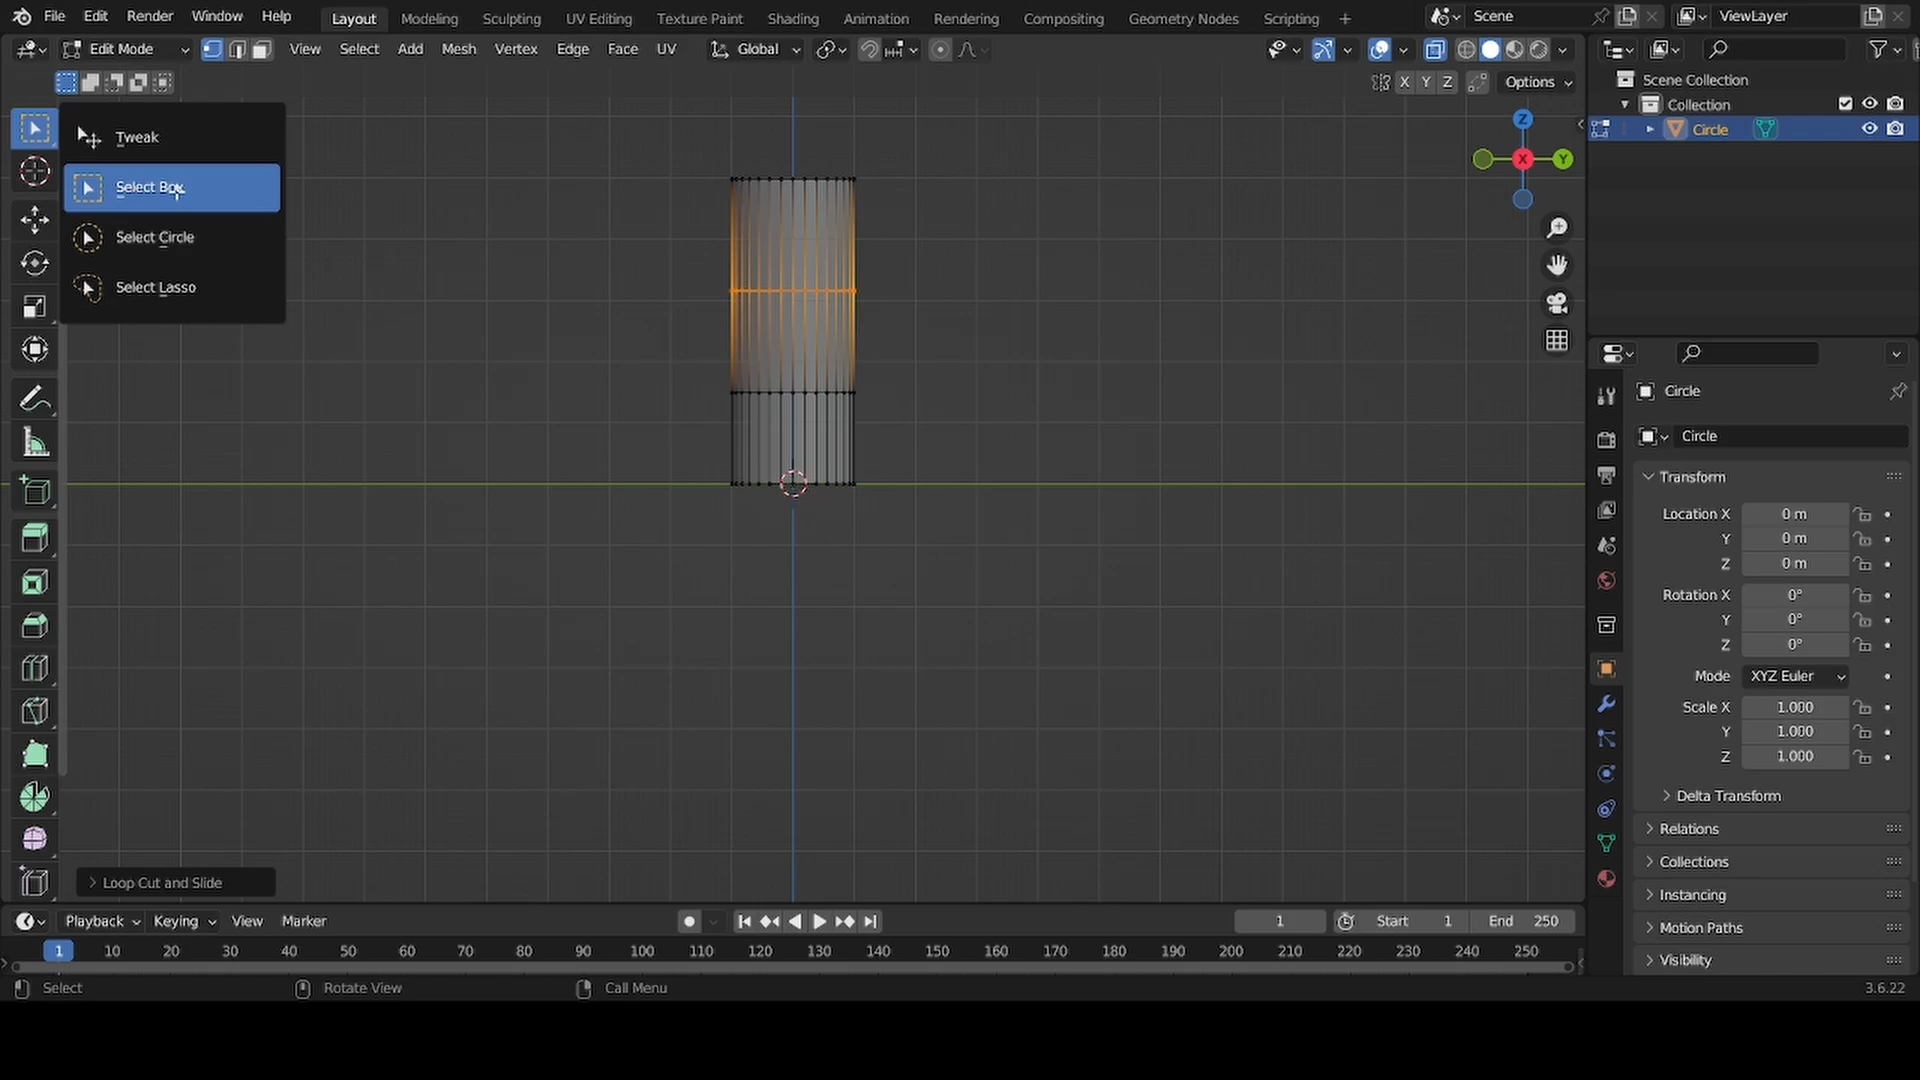 File Edit Render Window Help Layout Modeling Sculpting UV Editing Texture Paint Shading Animation Rendering Compositing Geometry Nodes Scripting + Scene ViewLayer
Edit Mode View Select Add Mesh Vertex Edge Face UV Global
X Y Z Options
Tweak
Select Box
Select Circle
Select Lasso
Z
X
Y
Loop Cut and Slide
Scene Collection
Collection
Circle
Circle
Circle
Transform
Location X 0 m
Y 0 m
Z 0 m
Rotation X 0°
Y 0°
Z 0°
Mode XYZ Euler
Scale X 1.000
Y 1.000
Z 1.000
Delta Transform
Relations
Collections
Instancing
Motion Paths
Visibility
Playback Keying View Marker 1 Start 1 End 250
1 10 20 30 40 50 60 70 80 90 100 110 120 130 140 150 160 170 180 190 200 210 220 230 240 250
Select Rotate View Call Menu 3.6.22